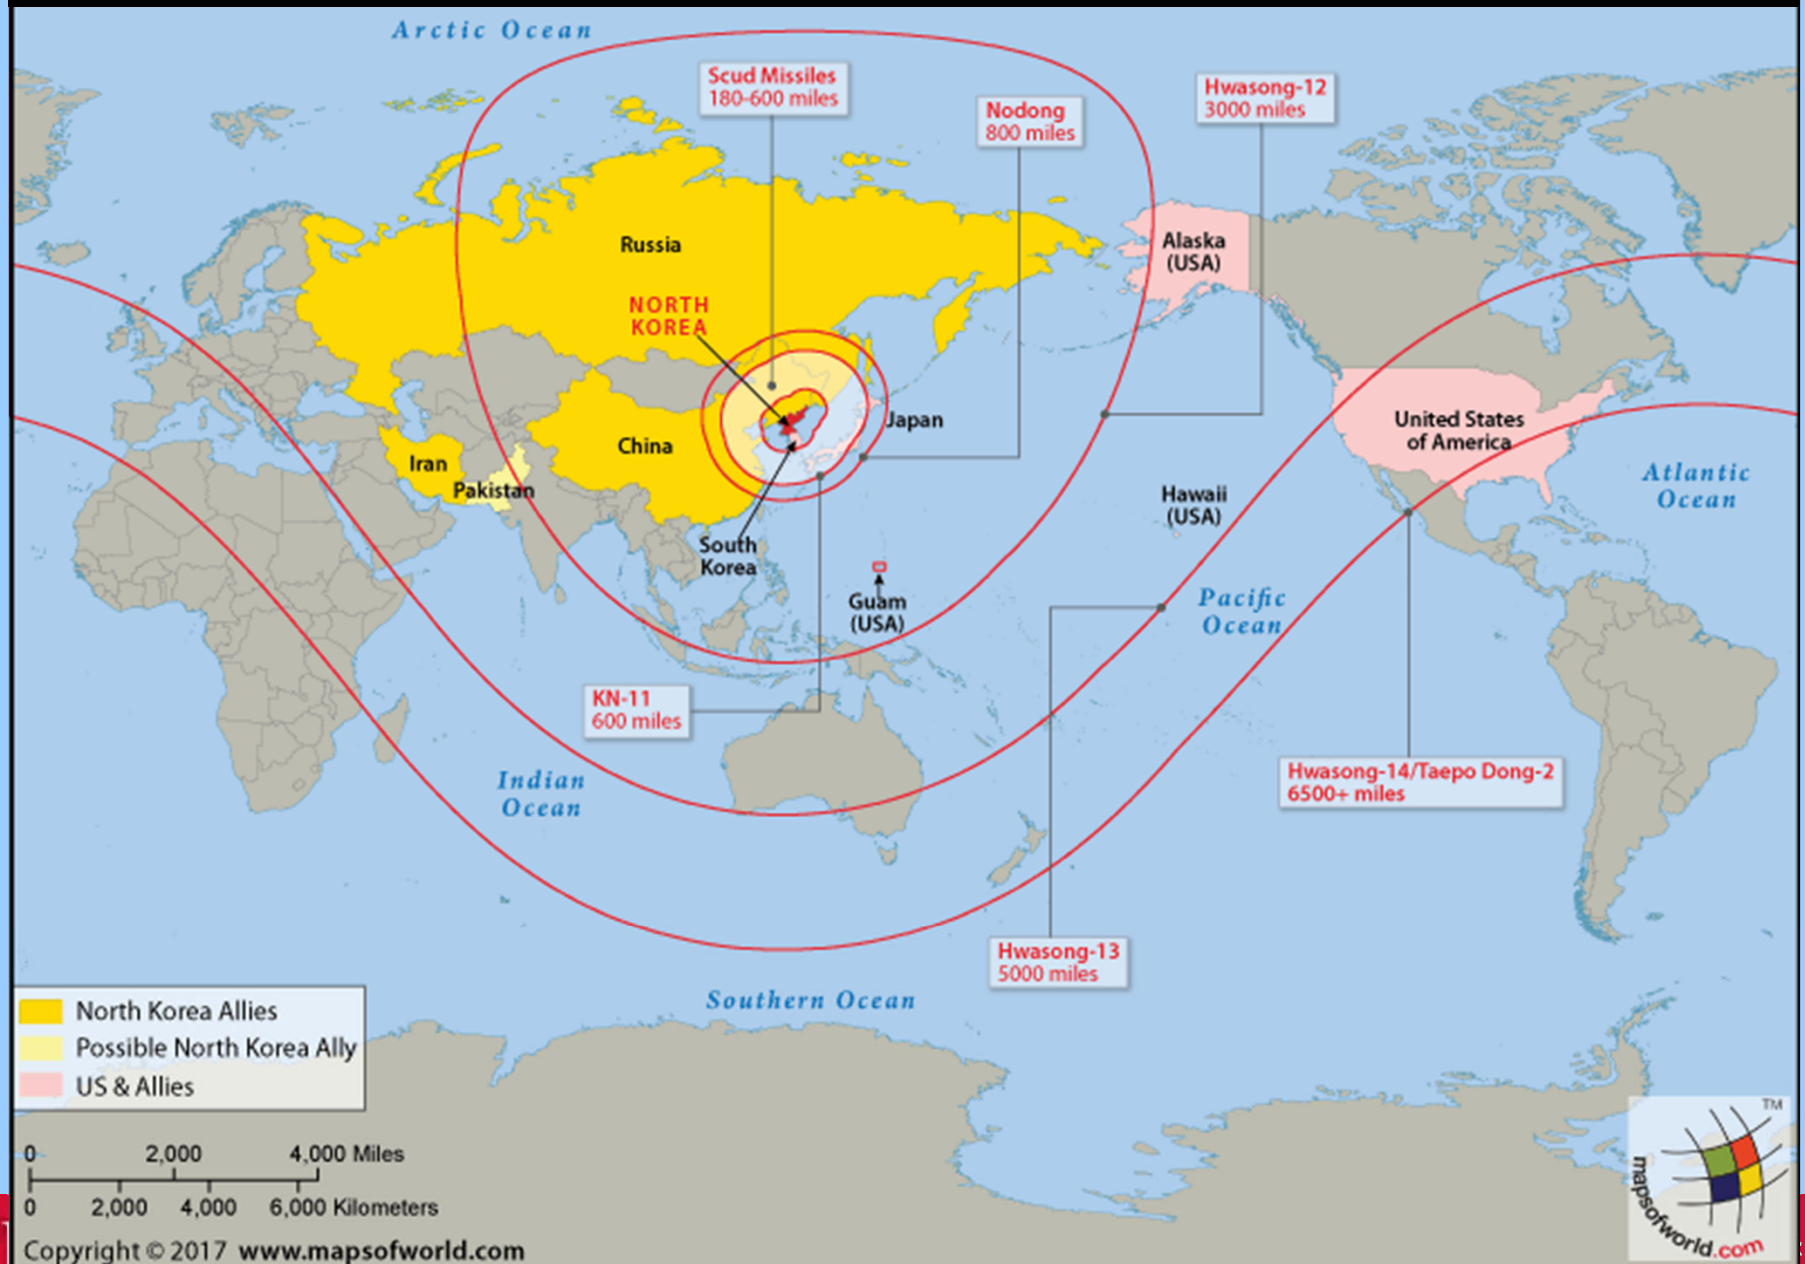 Arctic Ocean
Scud Missiles
180-600 miles
Hwasong-12
3000 miles
Nodong
800 miles
Russia
Alaska
(USA)
NORTH
KOREA
Japan
United States
of America
China
Iran
Pakistan
Atlantic
Ocean
Hawaii
(USA)
South
Korea
Guam
(USA)
Pacific
Ocean
KN-11
600 miles
Indian
Ocean
Hwasong-14/Taepo Dong-2
6500+ miles
Hwasong-13
5000 miles
Southern Ocean
North Korea Allies
Possible North Korea Ally
US & Allies
0 2,000 4,000 Miles
0 2,000 4,000 6,000 Kilometers
Copyright © 2017 www.mapsofworld.com
TM
mapsofworld.com